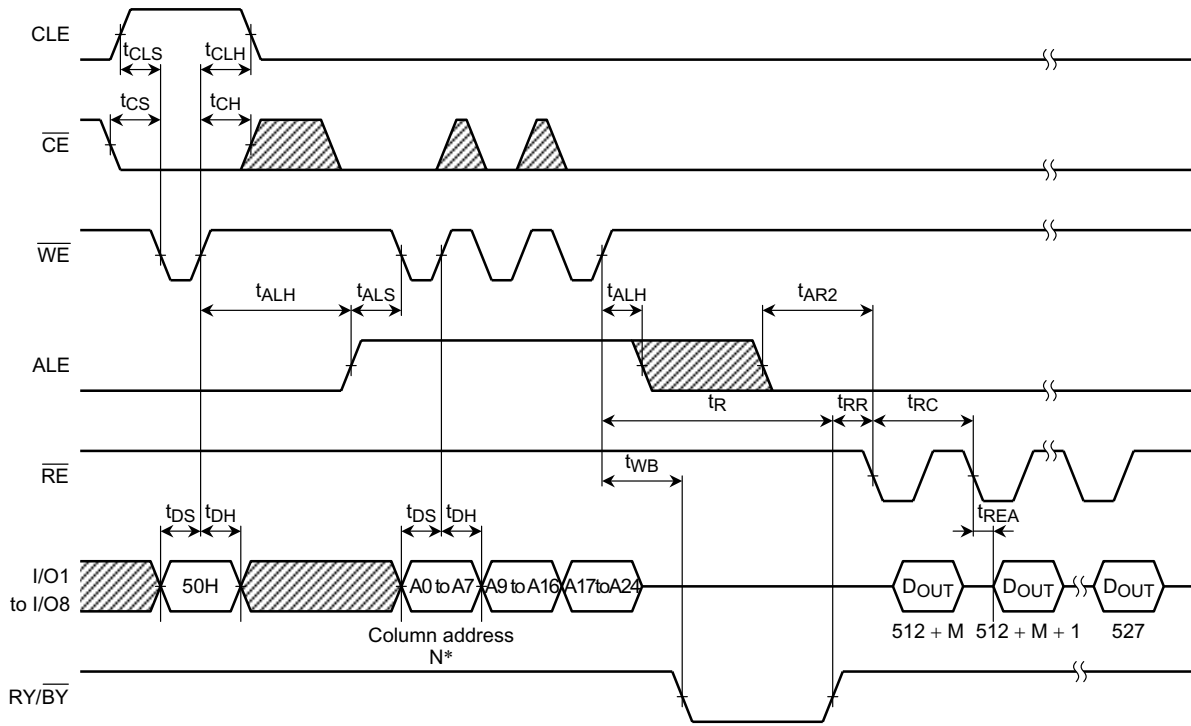 CLE
tCLS tCLH
tCS tCH
CE
WE
tALH tALS tALH tAR2
ALE
tR tRR tRC
RE
tWB
tDS tDH tDS tDH tREA
I/O1
to I/O8
50H A0 to A7 A9 to A16 A17 to A24 DOUT DOUT DOUT
512 + M 512 + M + 1 527
Column address
N*
RY/BY